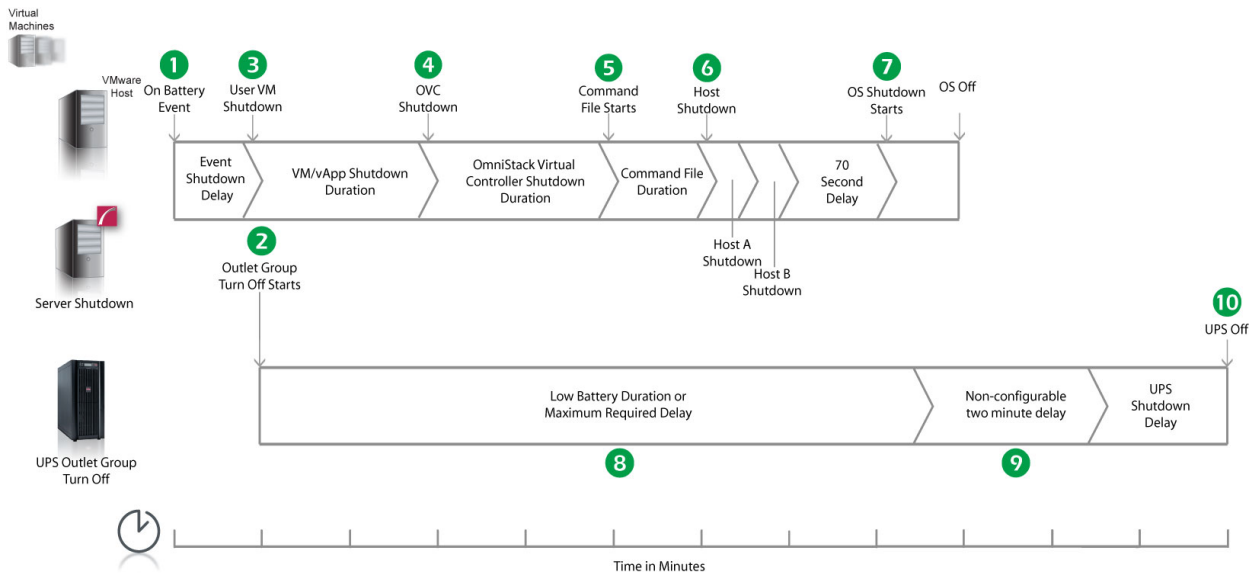 Virtual
Machines
VMware
Host
1
On Battery
Event
3
User VM
Shutdown
4
OVC
Shutdown
5
Command
File Starts
6
Host
Shutdown
7
OS Shutdown
Starts
OS Off
Event
Shutdown
Delay
VM/vApp Shutdown
Duration
OmniStack Virtual
Controller Shutdown
Duration
Command File
Duration
70
Second
Delay
Host A
Shutdown
Host B
Shutdown
2
Outlet Group
Turn Off Starts
Server Shutdown
10
UPS Off
Low Battery Duration or
Maximum Required Delay
Non-configurable
two minute delay
UPS
Shutdown
Delay
8
9
UPS Outlet Group
Turn Off
Time in Minutes